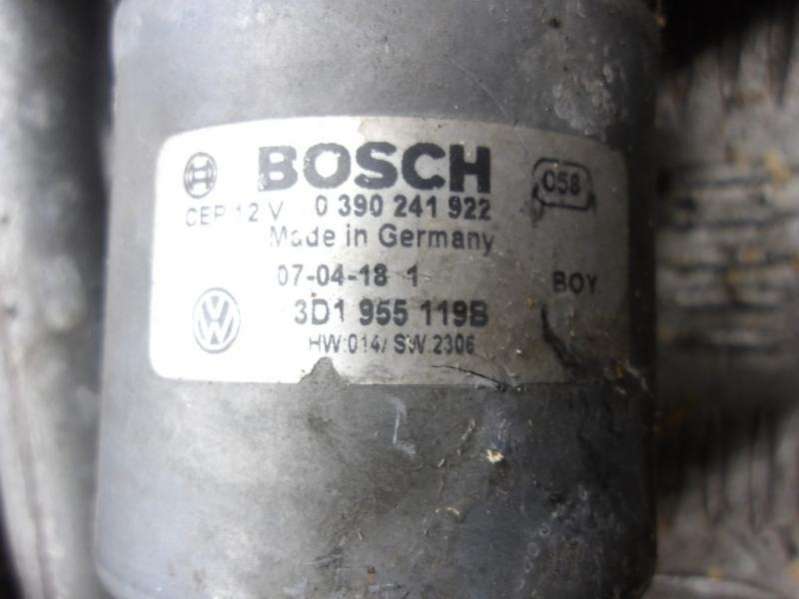 BOSCH 058
CEP 12 V 0 390 241 922
Made in Germany
07-04-18 1 BOY
VW 3D1 955 119B
HW:014/ SW:2306